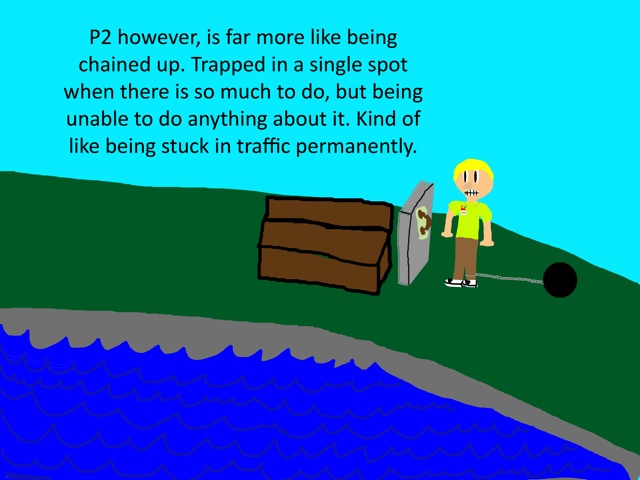 P2 however, is far more like being
chained up. Trapped in a single spot
when there is so much to do, but being
unable to do anything about it. Kind of
like being stuck in traffic permanently.